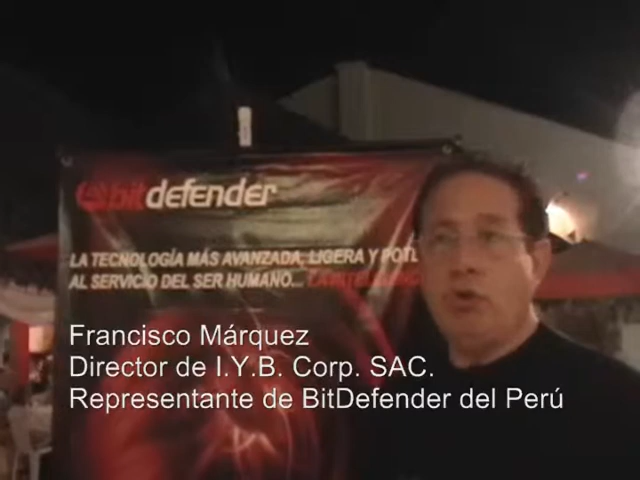 bitdefender
LA TECNOLOGÍA MÁS AVANZADA, LIGERA Y
AL SERVICIO DEL SER HUMANO...
Francisco Márquez
Director de I.Y.B. Corp. SAC.
Representante de BitDefender del Perú